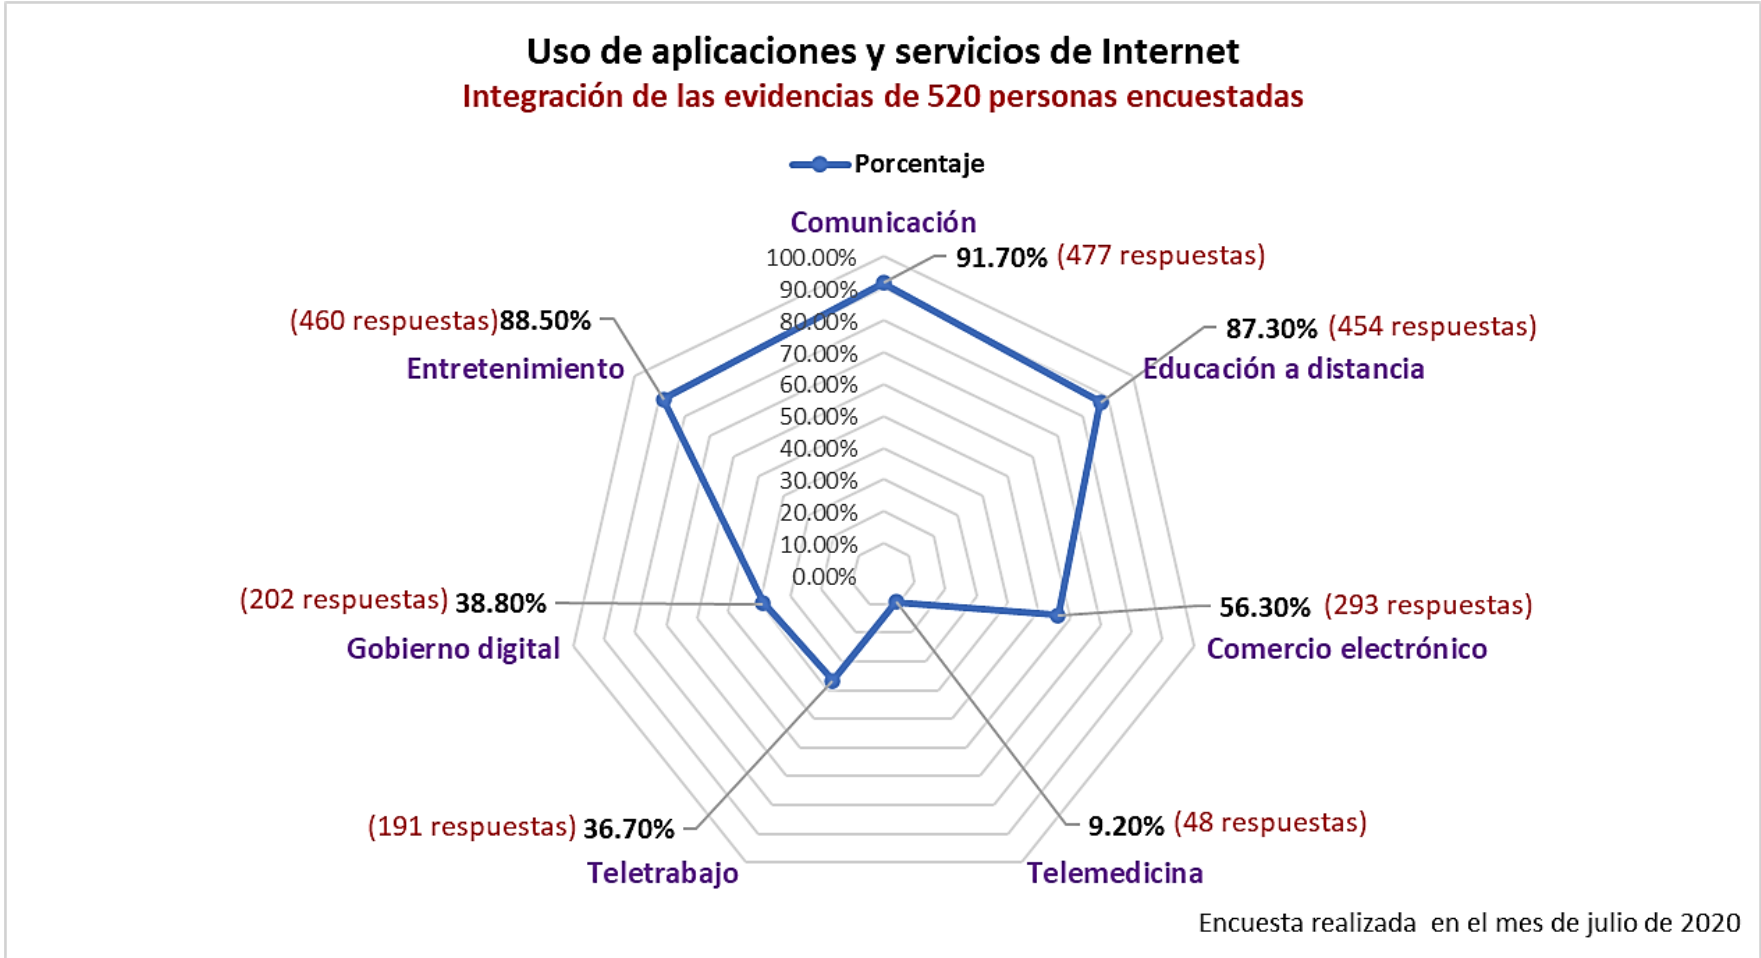 Uso de aplicaciones y servicios de Internet
Integración de las evidencias de 520 personas encuestadas
Porcentaje
Comunicación
100.00%
91.70% (477 respuestas)
90.00%
(460 respuestas) 88.50%
80.00%
87.30% (454 respuestas)
70.00%
Entretenimiento
Educación a distancia
60.00%
50.00%
40.00%
30.00%
20.00%
10.00%
0.00%
(202 respuestas) 38.80%
56.30% (293 respuestas)
Gobierno digital
Comercio electrónico
(191 respuestas) 36.70%
9.20% (48 respuestas)
Teletrabajo
Telemedicina
Encuesta realizada en el mes de julio de 2020